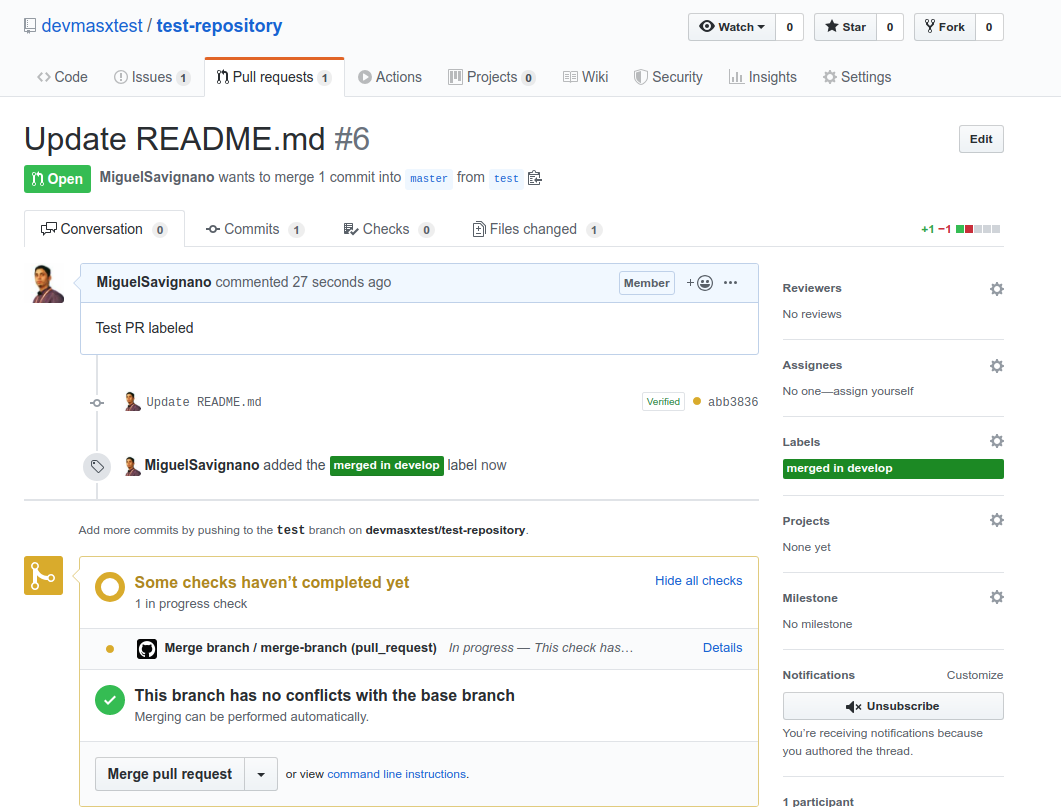 devmasxtest / test-repository
Watch 0 Star 0 Fork 0
Code Issues 1 Pull requests 1 Actions Projects 0 Wiki Security Insights Settings
Update README.md #6
Edit
Open MiguelSavignano wants to merge 1 commit into master from test
Conversation 0 Commits 1 Checks 0 Files changed 1 +1 −1
MiguelSavignano commented 27 seconds ago Member + ...
Test PR labeled
Update README.md Verified abb3836
MiguelSavignano added the merged in develop label now
Add more commits by pushing to the test branch on devmasxtest/test-repository.
Some checks haven’t completed yet Hide all checks
1 in progress check
Merge branch / merge-branch (pull_request) In progress — This check has… Details
This branch has no conflicts with the base branch
Merging can be performed automatically.
Merge pull request or view command line instructions.
Reviewers
No reviews
Assignees
No one—assign yourself
Labels
merged in develop
Projects
None yet
Milestone
No milestone
Notifications Customize
Unsubscribe
You’re receiving notifications because
you authored the thread.
1 participant